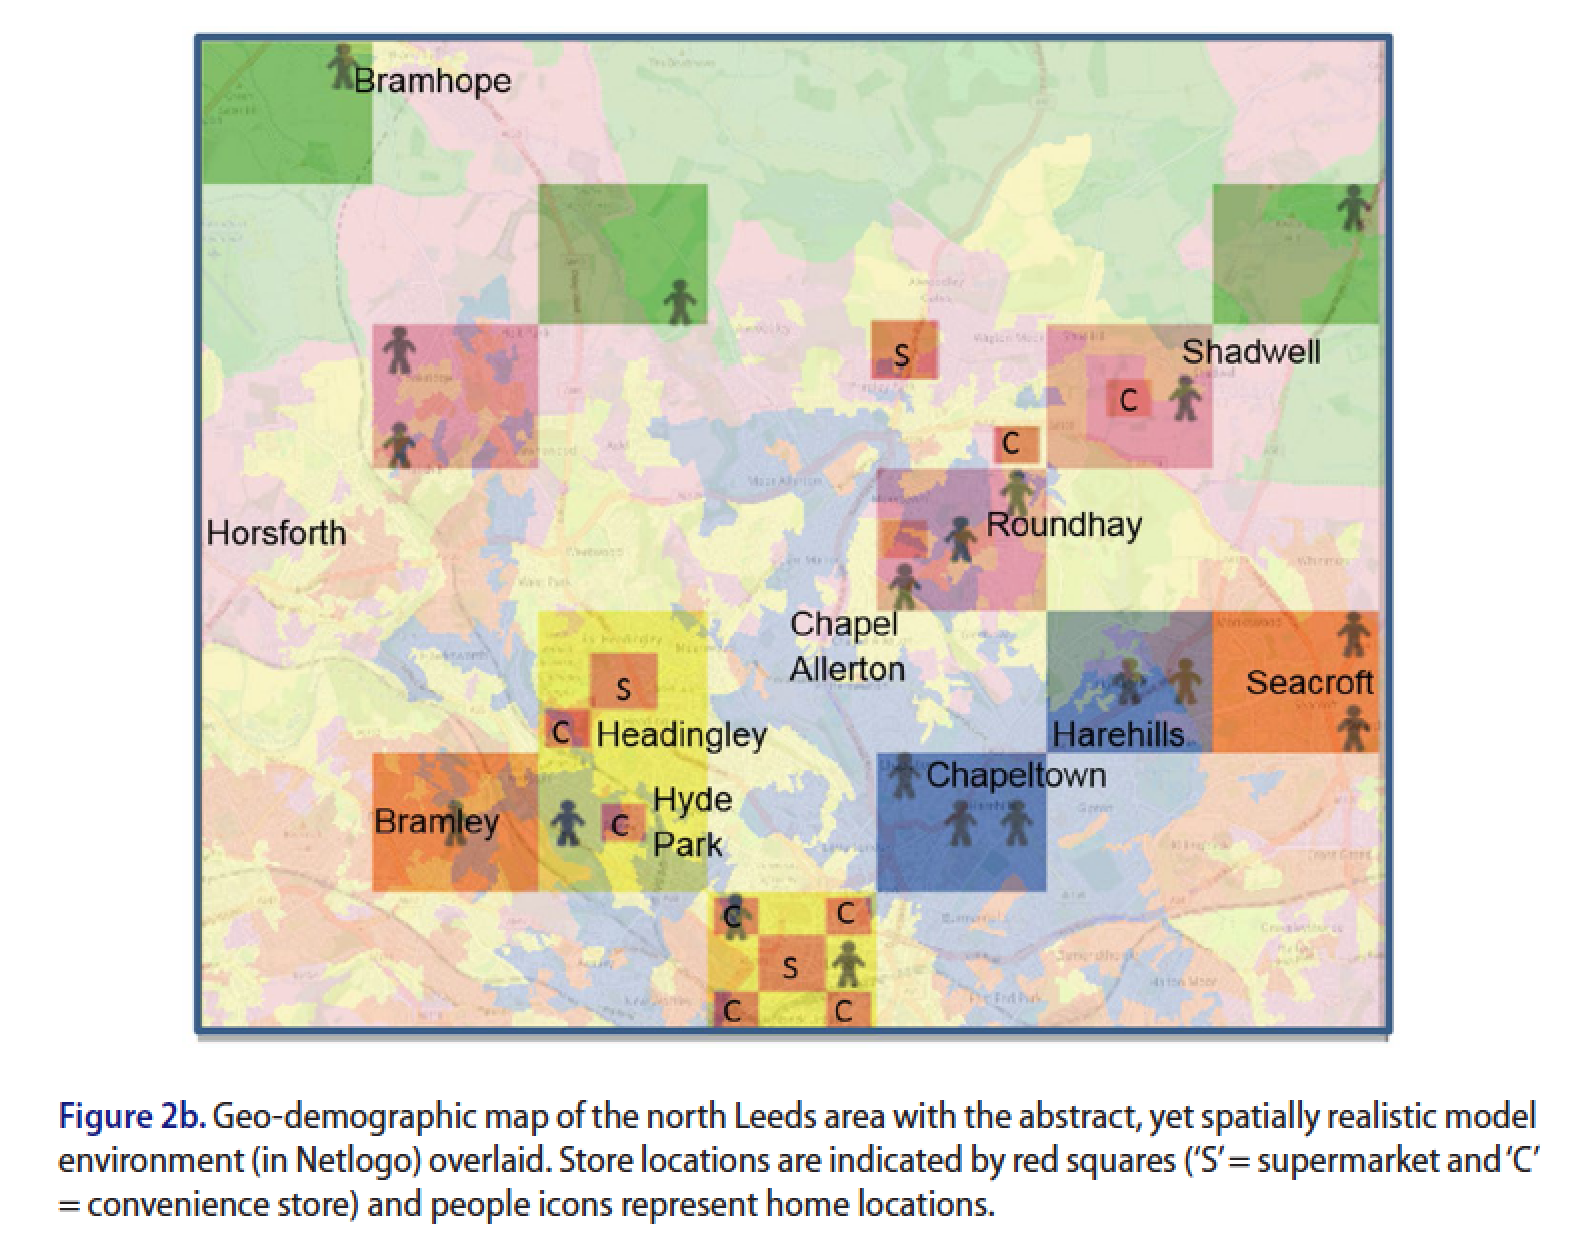 Bramhope
S
Shadwell
C
C
Horsforth
Roundhay
Chapel
Allerton
S
Seacroft
C
Headingley
Harehills
Chapeltown
Hyde
Bramley
C
Park
C
C
S
C
C
Figure 2b. Geo-demographic map of the north Leeds area with the abstract, yet spatially realistic model
environment (in Netlogo) overlaid. Store locations are indicated by red squares (‘S’ = supermarket and ‘C’
= convenience store) and people icons represent home locations.